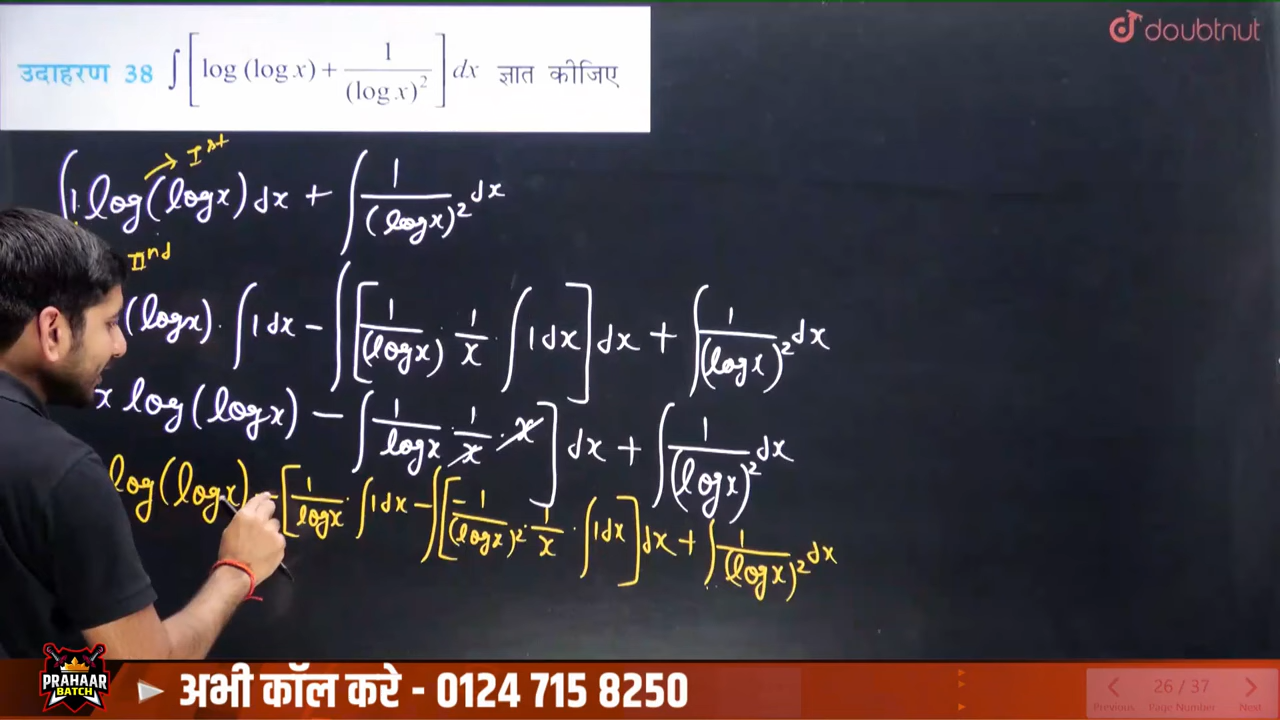 doubtnut
उदाहरण 38 ∫ [ log (log x) + 1/(log x)² ] dx ज्ञात कीजिए
∫ 1 log (log x) dx + ∫ 1/(log x)² dx
→ Iˢᵗ
IIⁿᵈ
(log x) · ∫ 1 dx − ∫ [ 1/(log x) · 1/x · ∫ 1 dx ] dx + ∫ 1/(log x)² dx
x log (log x) − ∫ 1/log x · 1/x · x ] dx + ∫ 1/(log x)² dx
log (log x) − [ 1/log x · ∫ 1 dx − ∫ [ −1/(log x)² · 1/x · ∫ 1 dx ] dx + ∫ 1/(log x)² dx
PRAHAAR
BATCH
अभी कॉल करे - 0124 715 8250
26 / 37
Previous Page Number Next